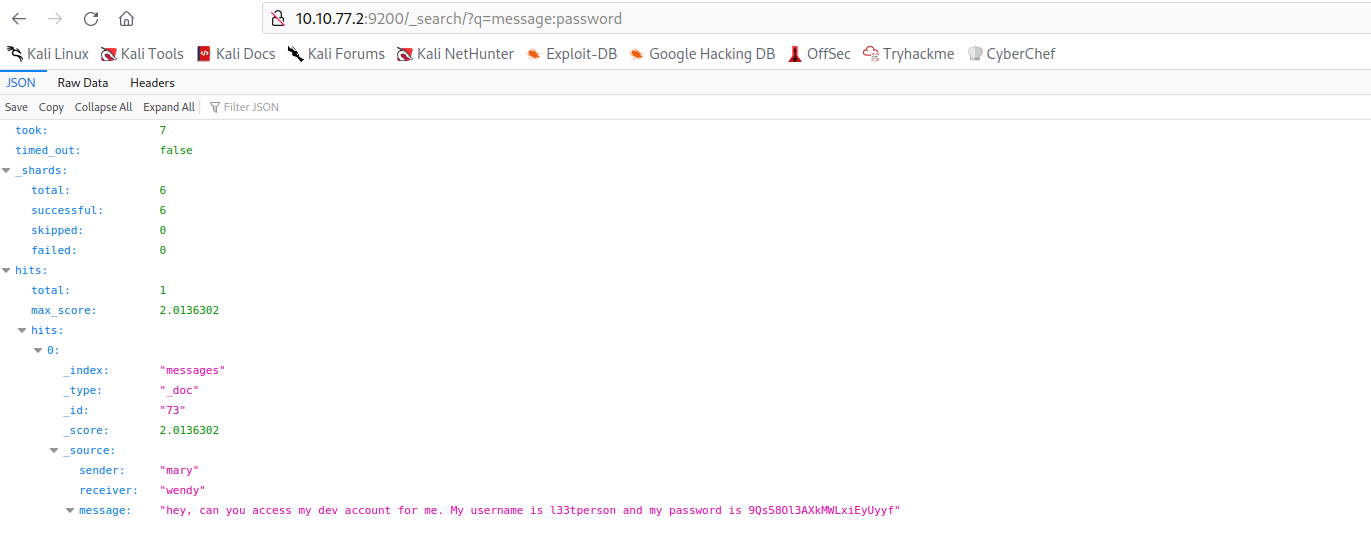 10.10.77.2:9200/_search/?q=message:password
Kali Linux Kali Tools Kali Docs Kali Forums Kali NetHunter Exploit-DB Google Hacking DB OffSec Tryhackme CyberChef
JSON Raw Data Headers
Save Copy Collapse All Expand All Filter JSON
took: 7
timed_out: false
_shards:
total: 6
successful: 6
skipped: 0
failed: 0
hits:
total: 1
max_score: 2.0136302
hits:
0:
_index: "messages"
_type: "_doc"
_id: "73"
_score: 2.0136302
_source:
sender: "mary"
receiver: "wendy"
message: "hey, can you access my dev account for me. My username is l33tperson and my password is 9Qs58Ol3AXkMWLxiEyUyyf"